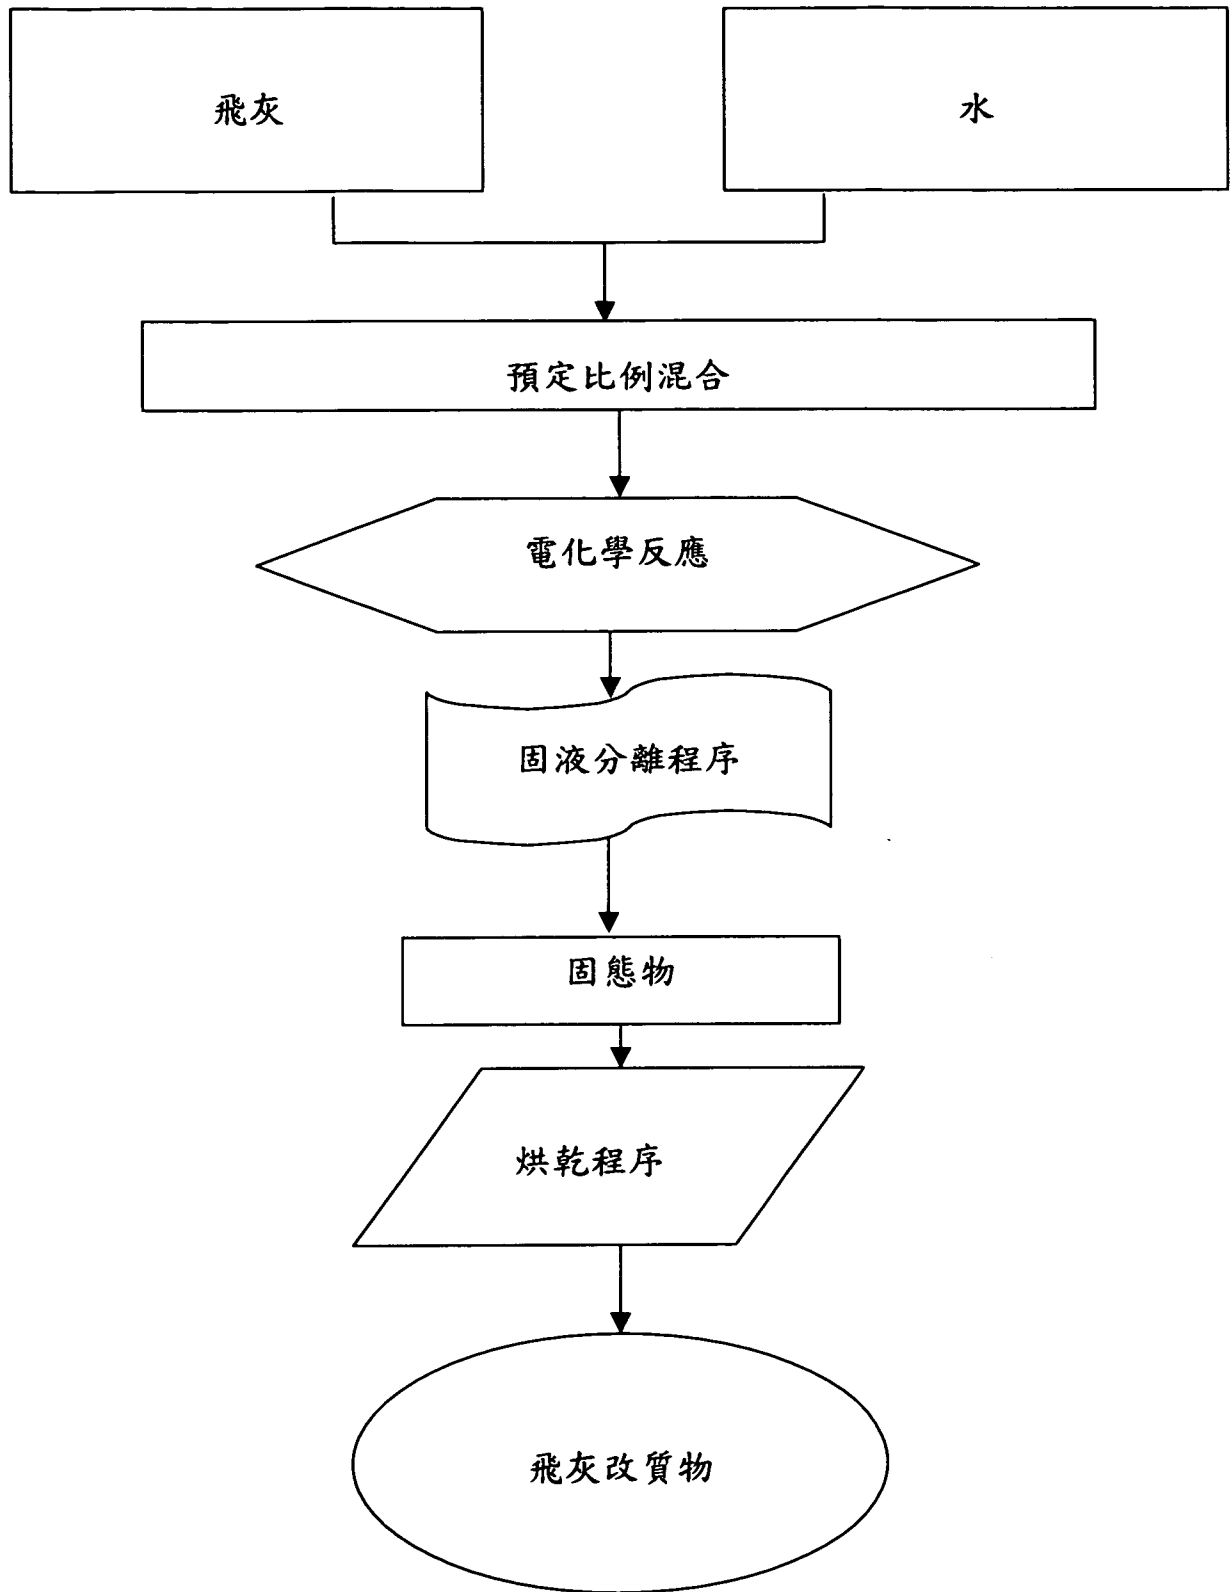 飛灰
水
預定比例混合
電化學反應
固液分離程序
固態物
烘乾程序
飛灰改質物